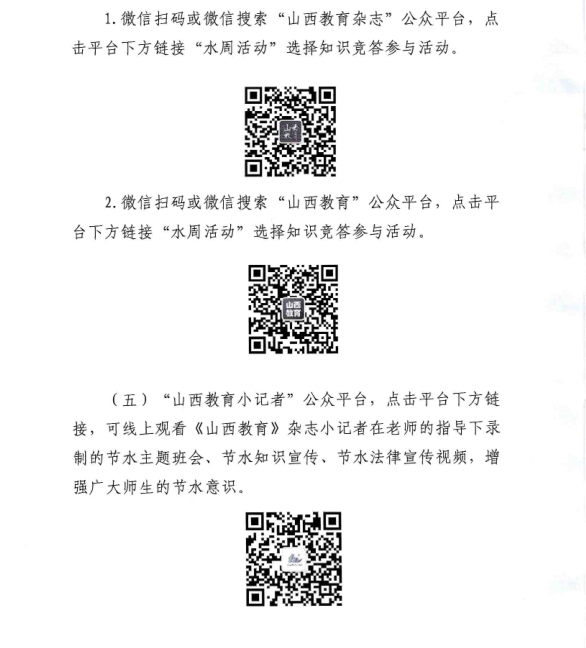 1.微信扫码或微信搜索“山西教育杂志”公众平台，点
击平台下方链接“水周活动”选择知识竞答参与活动。
2.微信扫码或微信搜索“山西教育”公众平台，点击平
台下方链接“水周活动”选择知识竞答参与活动。
山西
教育
（五）“山西教育小记者”公众平台，点击平台下方链
接，可线上观看《山西教育》杂志小记者在老师的指导下录
制的节水主题班会、节水知识宣传、节水法律宣传视频，增
强广大师生的节水意识。